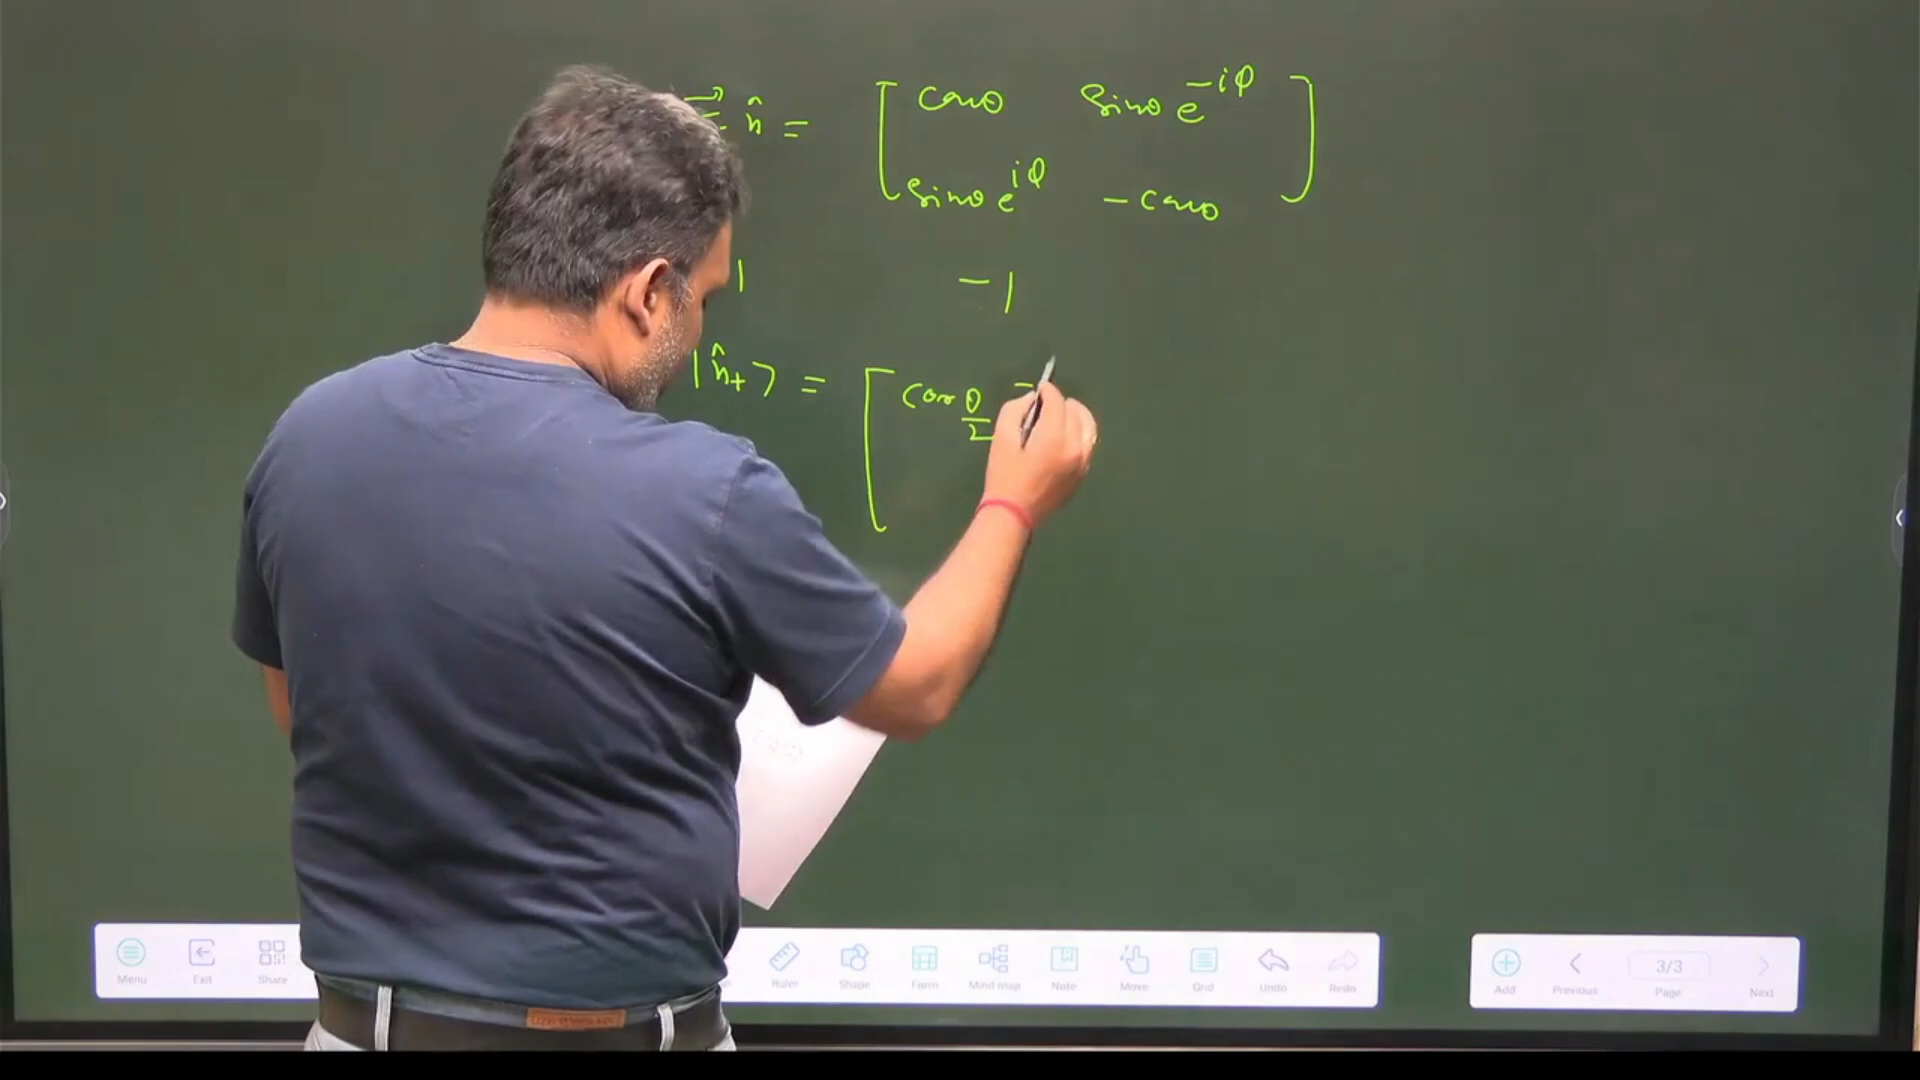 n̂ = [ cosθ sinθ e^-iφ
sinθ e^iφ - cosθ ]
1 -1
|n̂+> = [ cos θ/2 -
Menu Exit Share Ruler Shape Form Mind map Note Move Grid Undo Redo Add Previous 3/3 Page Next